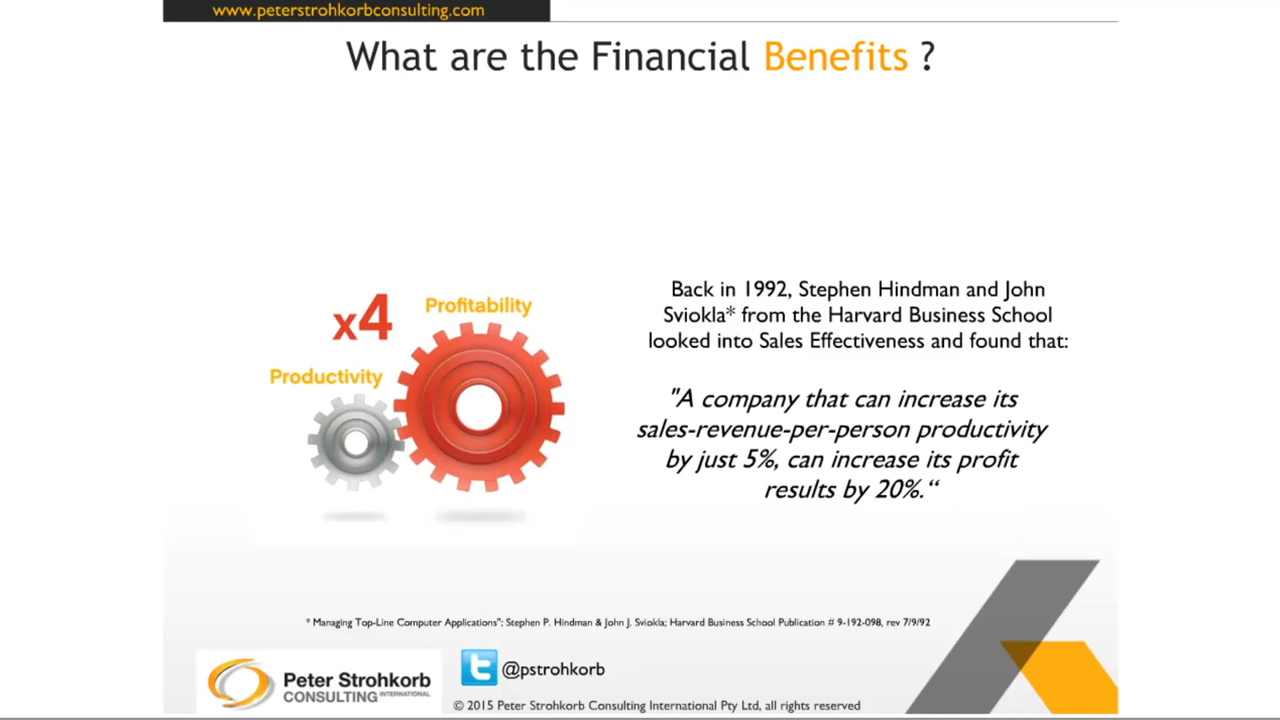 www.peterstrohkorbconsulting.com
What are the Financial Benefits ?
x4
Profitability
Productivity
Back in 1992, Stephen Hindman and John
Sviokla* from the Harvard Business School
looked into Sales Effectiveness and found that:
"A company that can increase its
sales-revenue-per-person productivity
by just 5%, can increase its profit
results by 20%.“
* Managing Top-Line Computer Applications"; Stephen P. Hindman & John J. Sviokla; Harvard Business School Publication # 9-192-098, rev 7/9/92
Peter Strohkorb
CONSULTING INTERNATIONAL
@pstrohkorb
© 2015 Peter Strohkorb Consulting International Pty Ltd, all rights reserved